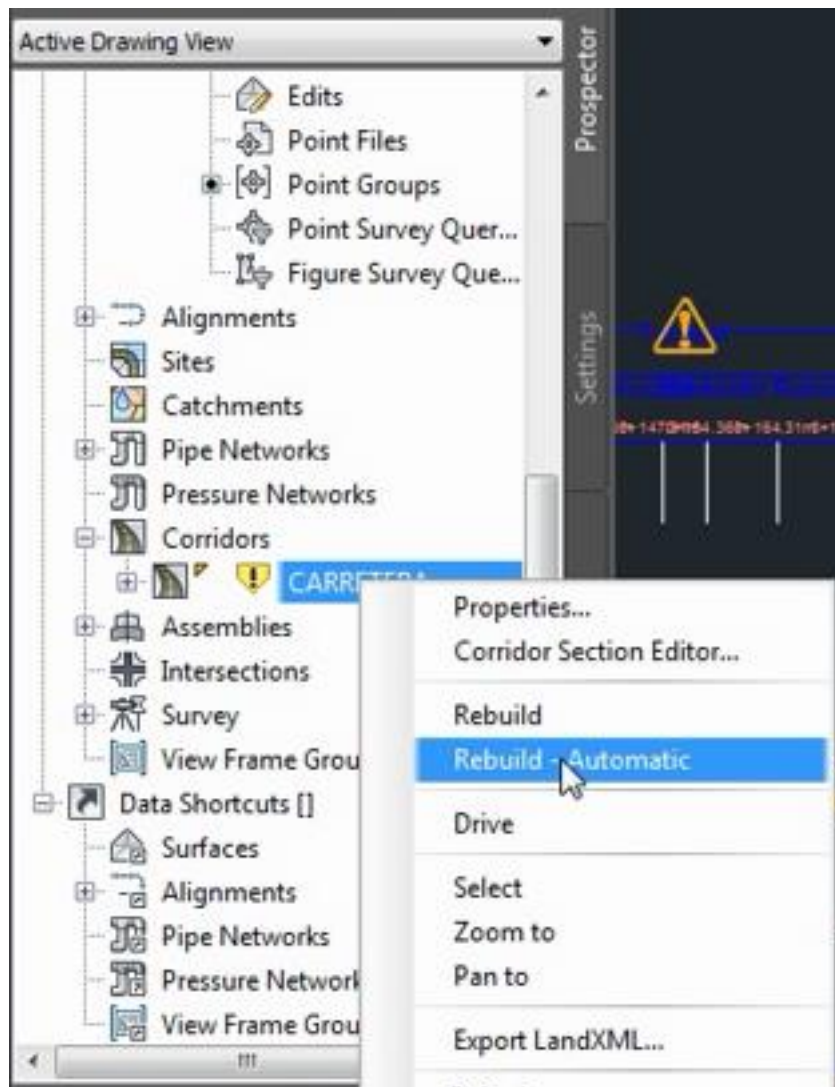 Active Drawing View
Edits
Point Files
Point Groups
Point Survey Quer...
Figure Survey Que...
Alignments
Sites
Catchments
Pipe Networks
Pressure Networks
Corridors
Assemblies
Intersections
Survey
View Frame Grou
Data Shortcuts []
Surfaces
Alignments
Pipe Networks
Pressure Network
View Frame Grou
Prospector
Settings
Properties...
Corridor Section Editor...
Rebuild
Rebuild - Automatic
Drive
Select
Zoom to
Pan to
Export LandXML...